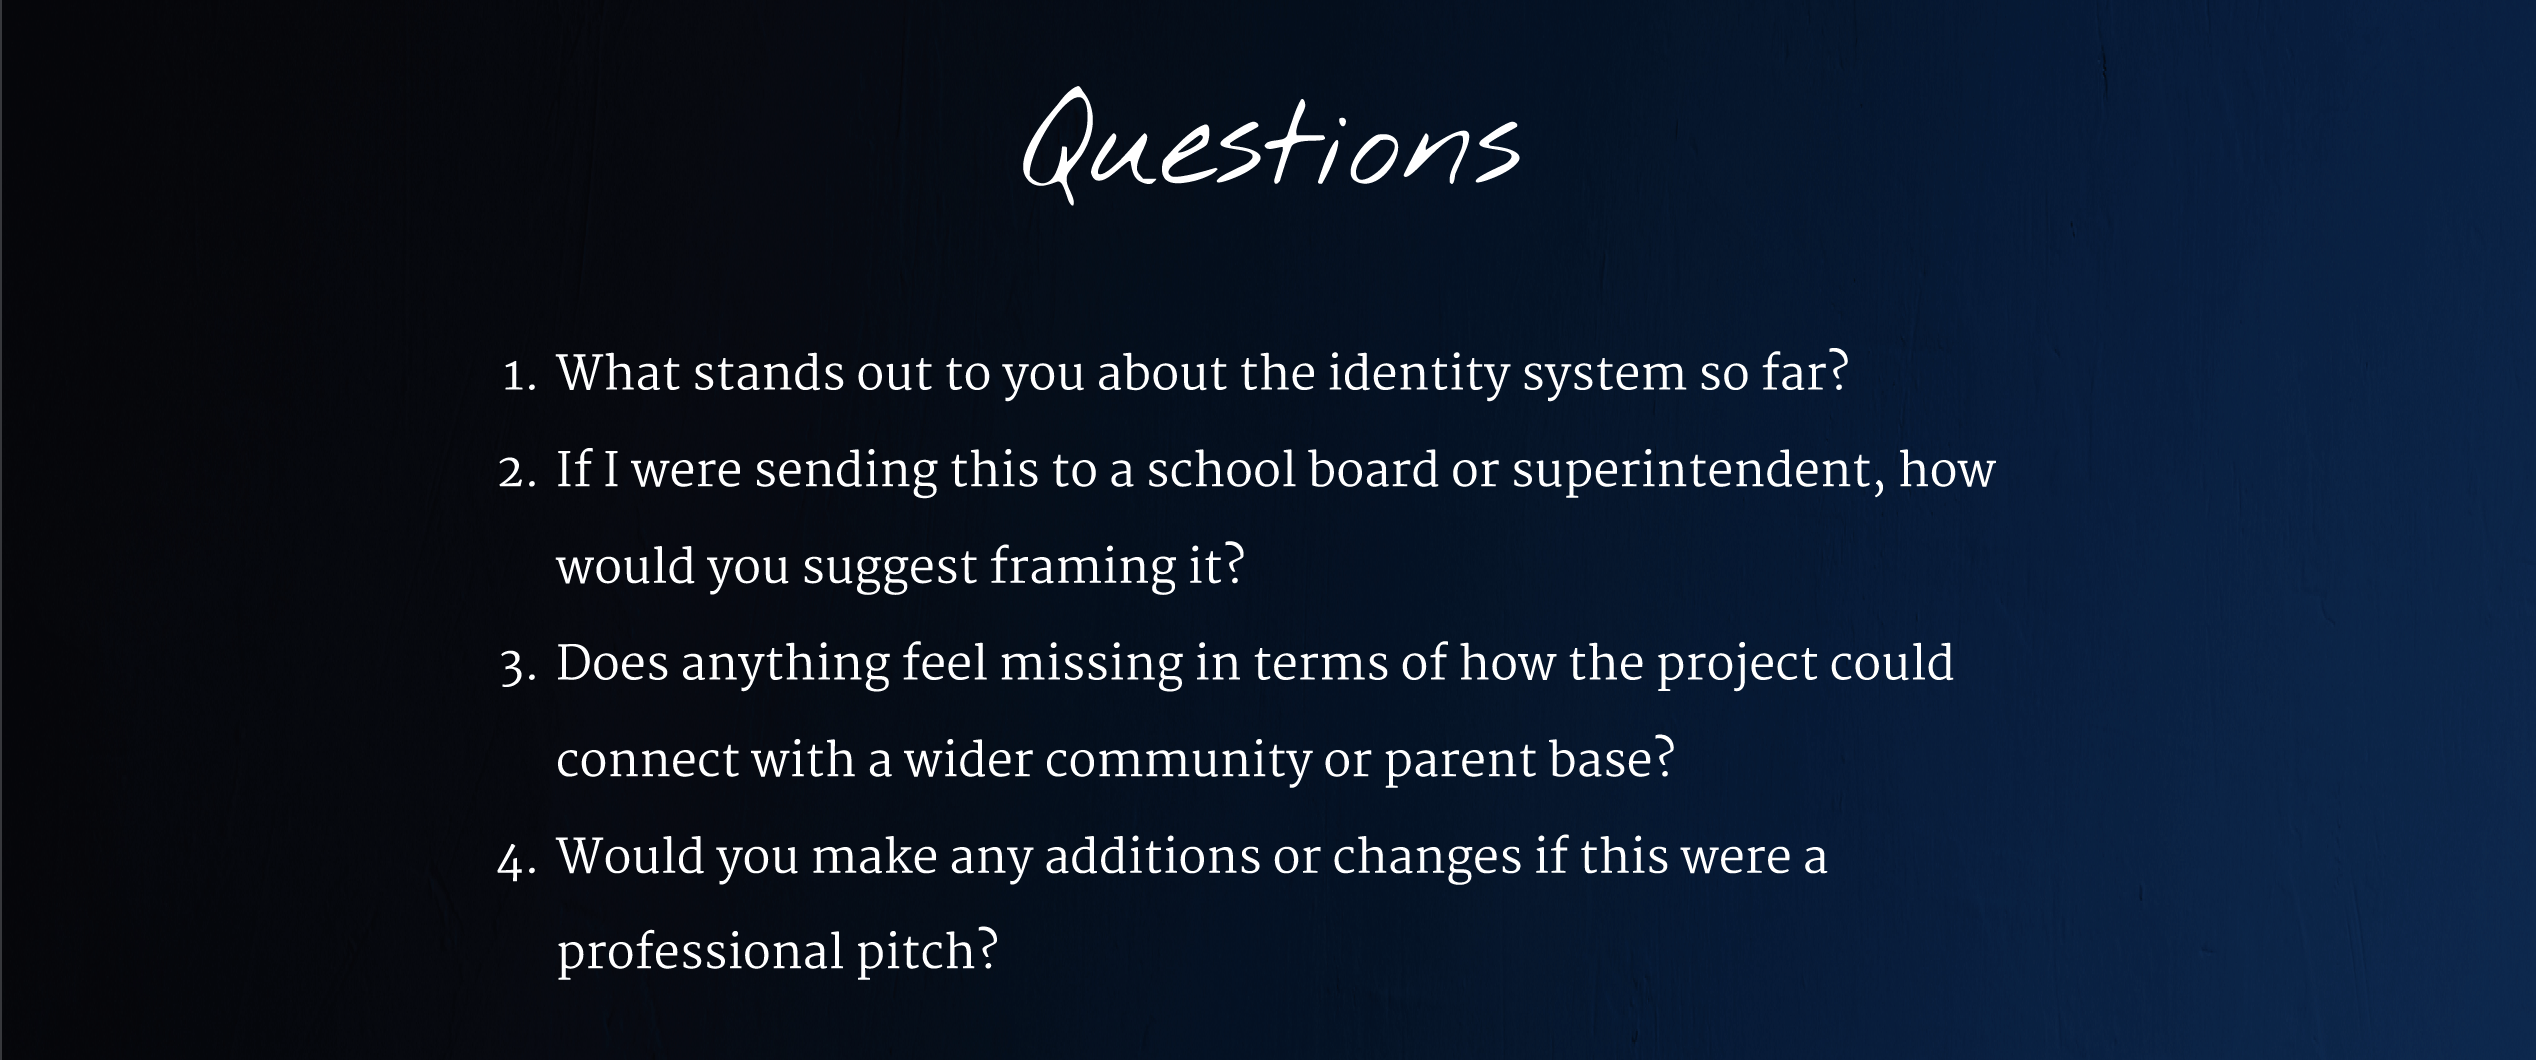 Questions
1. What stands out to you about the identity system so far?
2. If I were sending this to a school board or superintendent, how
would you suggest framing it?
3. Does anything feel missing in terms of how the project could
connect with a wider community or parent base?
4. Would you make any additions or changes if this were a
professional pitch?